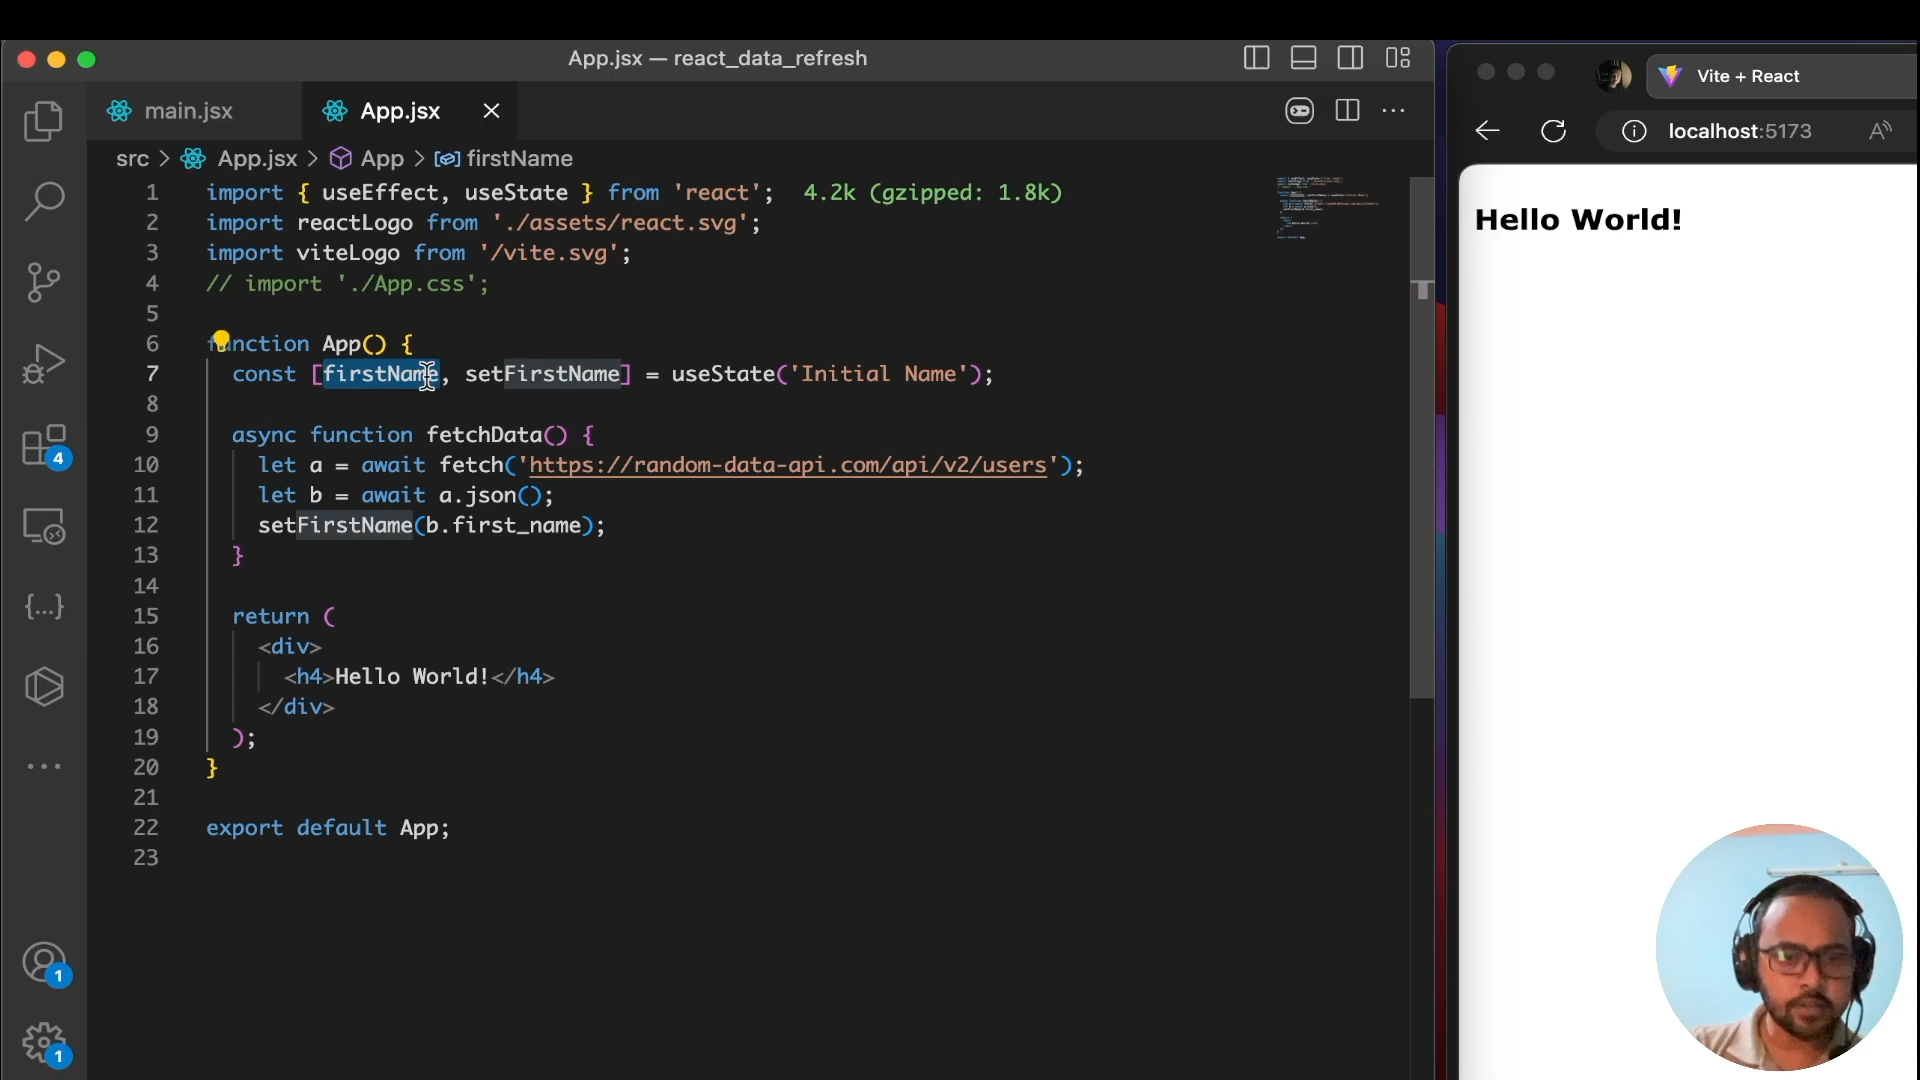 App.jsx — react_data_refresh
main.jsx
App.jsx
src > App.jsx > App > firstName
1 import { useEffect, useState } from 'react'; 4.2k (gzipped: 1.8k)
2 import reactLogo from './assets/react.svg';
3 import viteLogo from '/vite.svg';
4 // import './App.css';
5
6 function App() {
7 const [firstName, setFirstName] = useState('Initial Name');
8
9 async function fetchData() {
10 let a = await fetch('https://random-data-api.com/api/v2/users');
11 let b = await a.json();
12 setFirstName(b.first_name);
13 }
14
15 return (
16 <div>
17 <h4>Hello World!</h4>
18 </div>
19 );
20 }
21
22 export default App;
23
4
1
1
Vite + React
localhost:5173
Hello World!